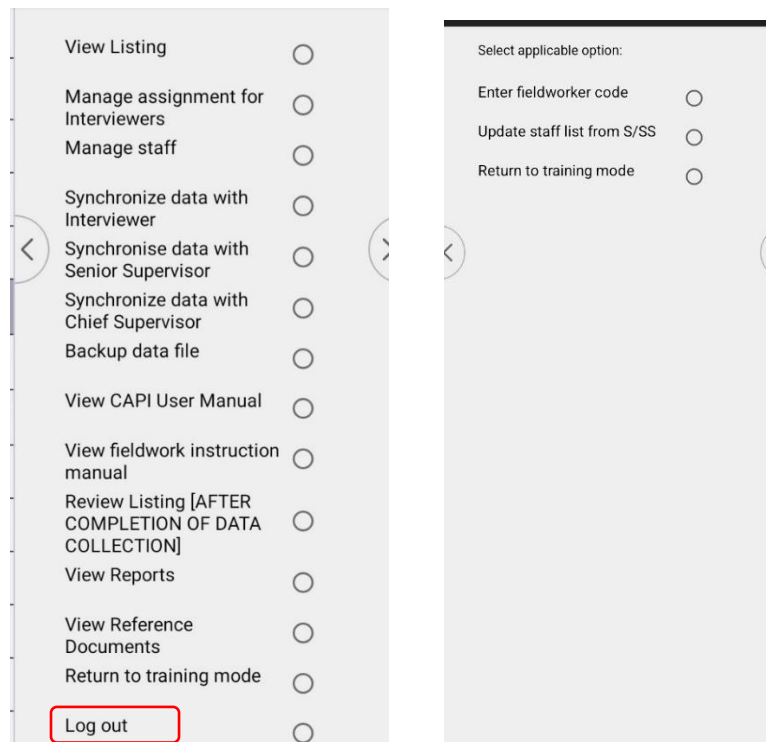 View Listing
Manage assignment for
Interviewers
Manage staff
Synchronize data with
Interviewer
Synchronise data with
Senior Supervisor
Synchronize data with
Chief Supervisor
Backup data file
View CAPI User Manual
View fieldwork instruction
manual
Review Listing [AFTER
COMPLETION OF DATA
COLLECTION]
View Reports
View Reference
Documents
Return to training mode
Log out
Select applicable option:
Enter fieldworker code
Update staff list from S/SS
Return to training mode